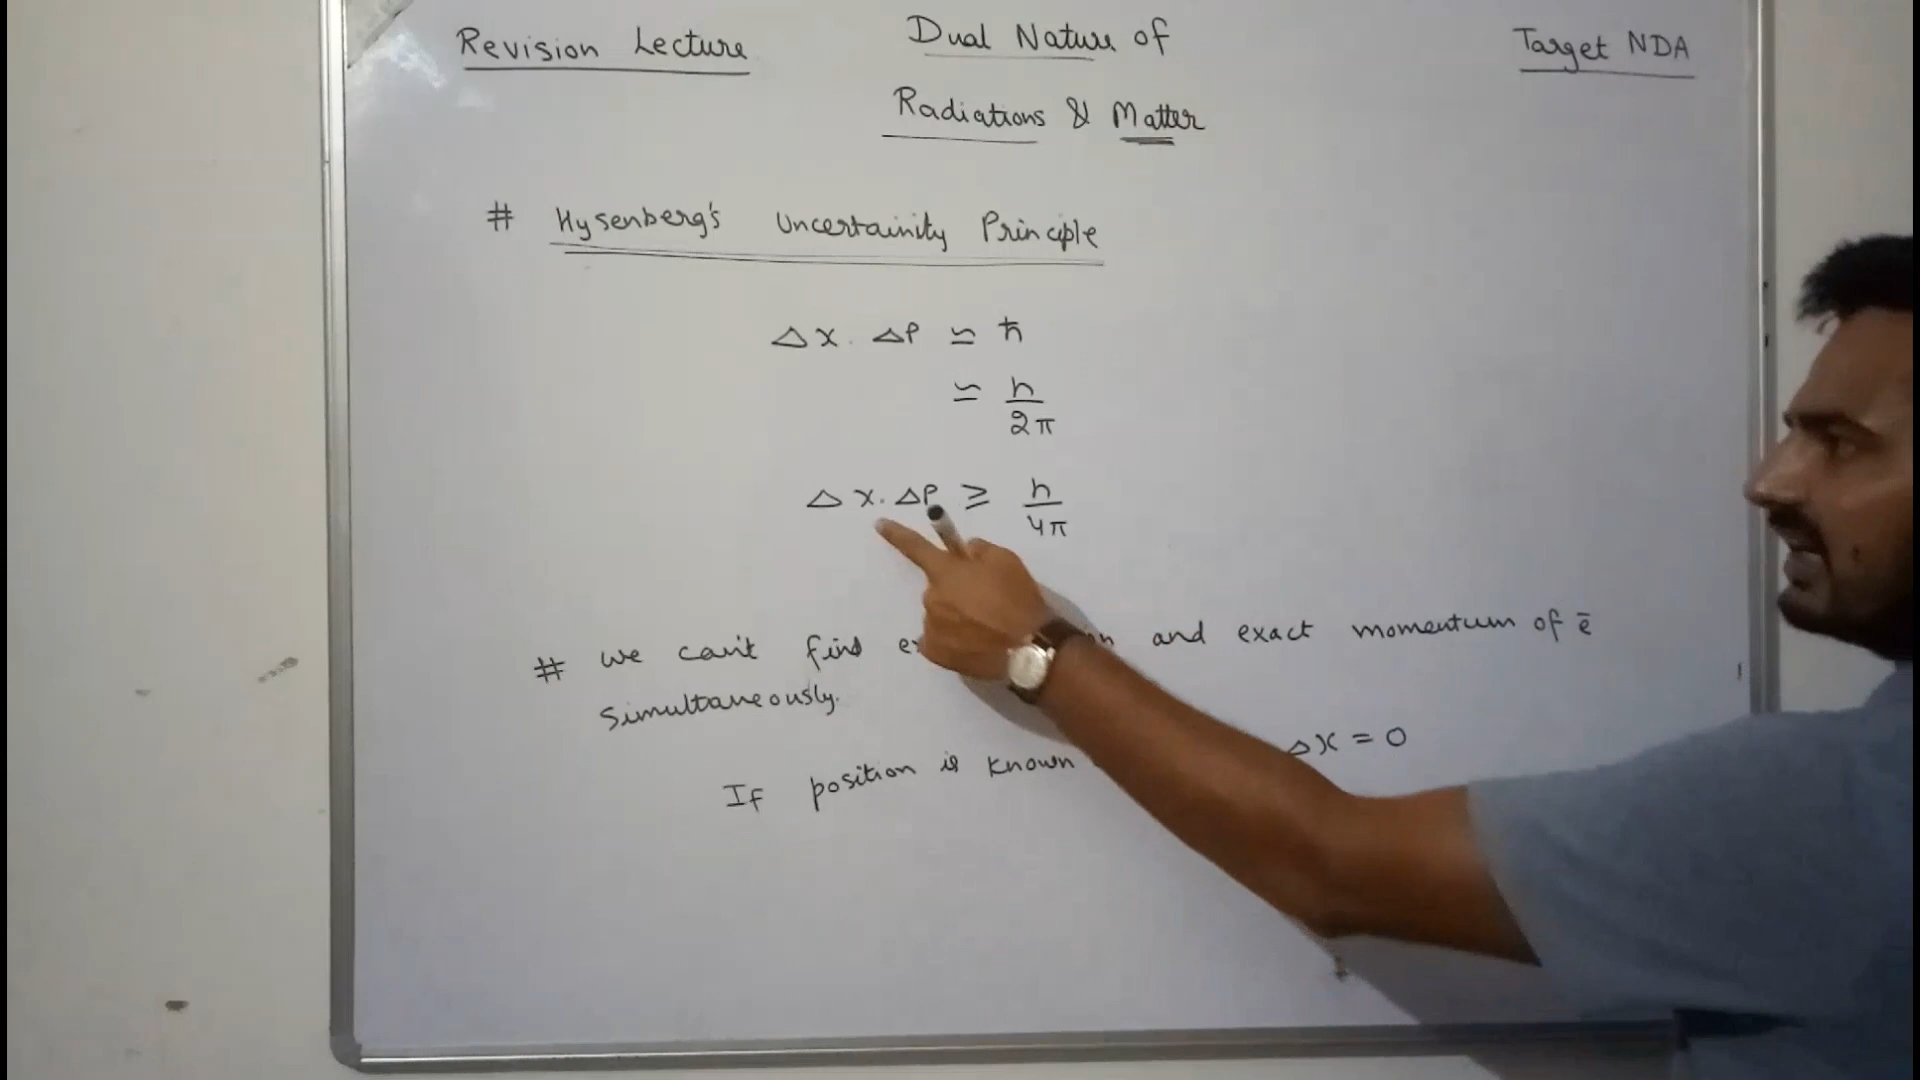 Revision Lecture
Dual Nature of
Radiations & Matter
Target NDA
# Hysenberg's Uncertainity Principle
Δx. ΔP ≃ ħ
≃ h/2π
Δx. ΔP ≥ h/4π
# We can't find and exact momentum of ē
simultaneously.
If position is known Δx = 0